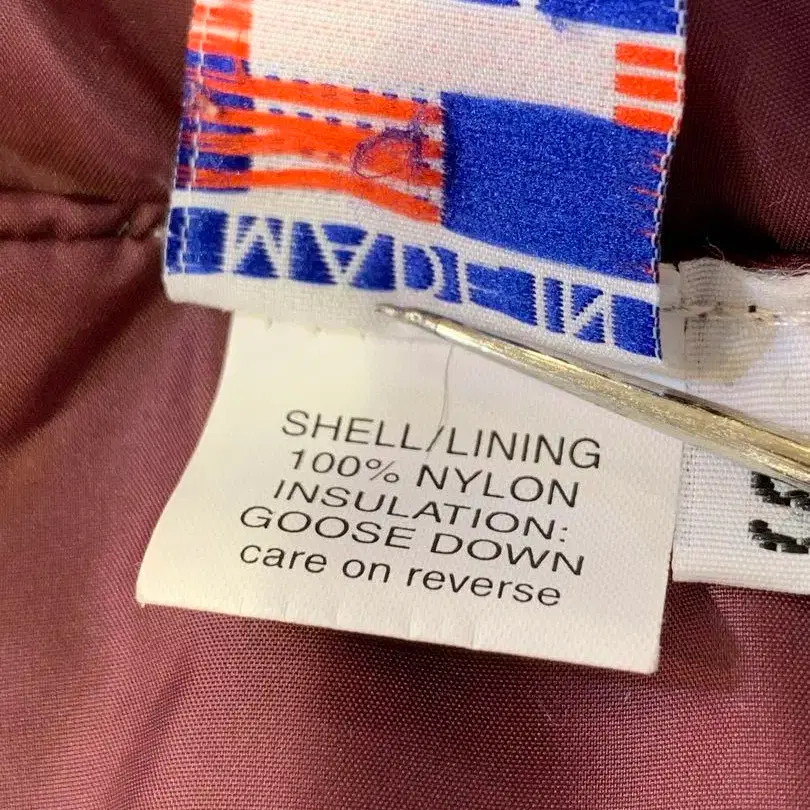 SHELL/LINING
100% NYLON
INSULATION:
GOOSE DOWN
care on reverse